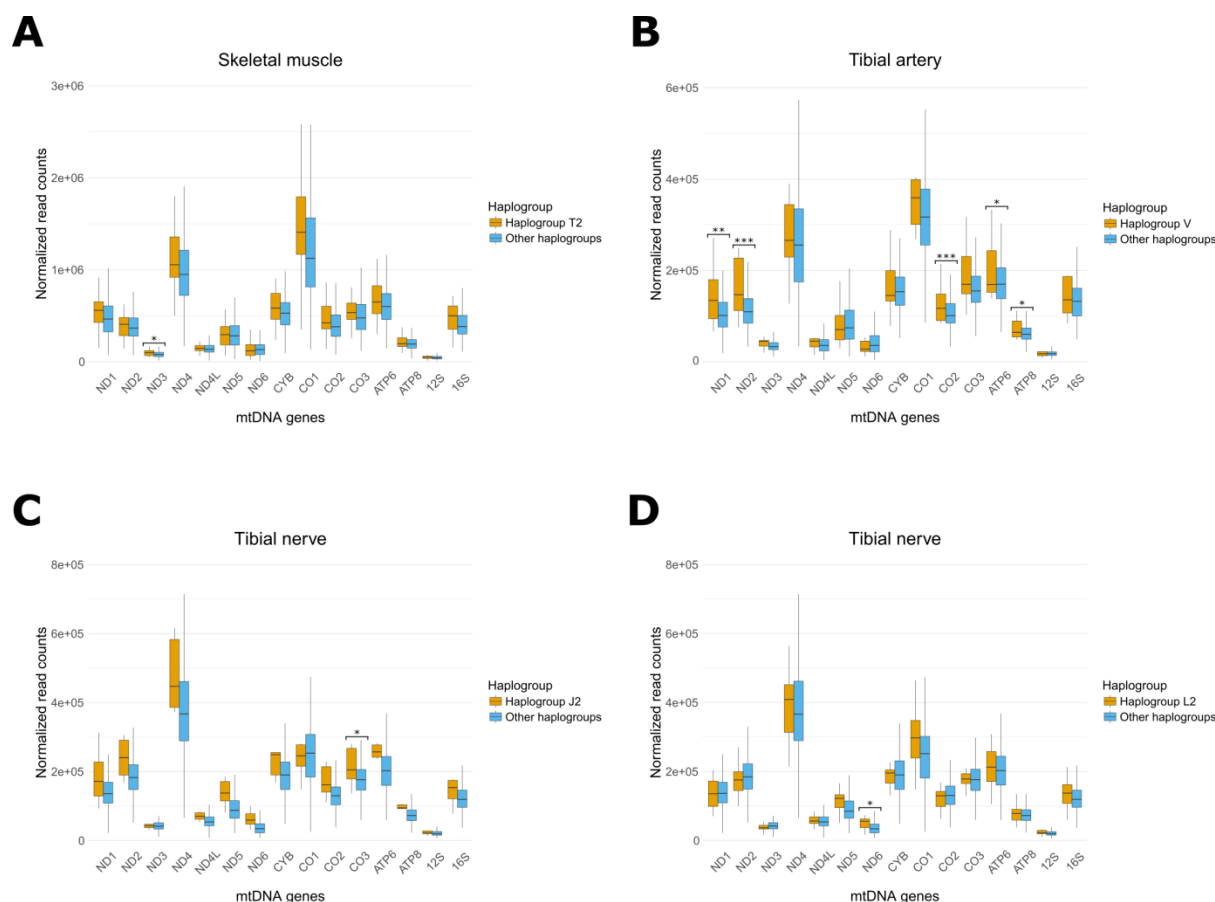 A
Skeletal muscle
3e+06
2e+06
1e+06
0
Normalized read counts
*
ND1 ND2 ND3 ND4 ND4L ND5 ND6 CYB CO1 CO2 CO3 ATP6 ATP8 12S 16S
mtDNA genes
Haplogroup
Haplogroup T2
Other haplogroups
B
Tibial artery
6e+05
4e+05
2e+05
0
Normalized read counts
** *** *** * *
ND1 ND2 ND3 ND4 ND4L ND5 ND6 CYB CO1 CO2 CO3 ATP6 ATP8 12S 16S
mtDNA genes
Haplogroup
Haplogroup V
Other haplogroups
C
Tibial nerve
8e+05
6e+05
4e+05
2e+05
0
Normalized read counts
*
ND1 ND2 ND3 ND4 ND4L ND5 ND6 CYB CO1 CO2 CO3 ATP6 ATP8 12S 16S
mtDNA genes
Haplogroup
Haplogroup J2
Other haplogroups
D
Tibial nerve
8e+05
6e+05
4e+05
2e+05
0
Normalized read counts
*
ND1 ND2 ND3 ND4 ND4L ND5 ND6 CYB CO1 CO2 CO3 ATP6 ATP8 12S 16S
mtDNA genes
Haplogroup
Haplogroup L2
Other haplogroups